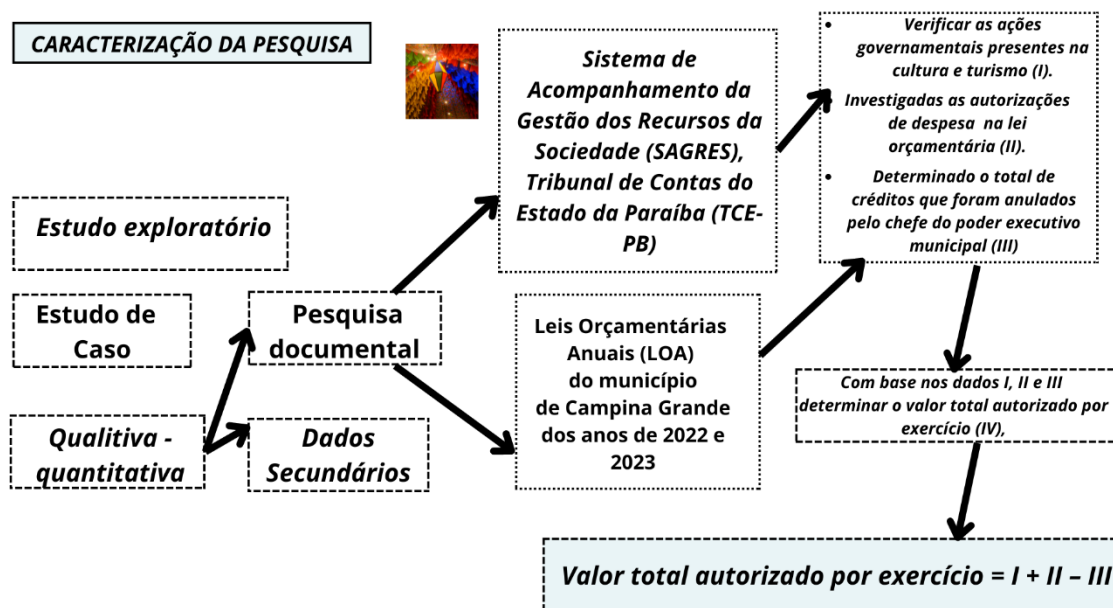 CARACTERIZAÇÃO DA PESQUISA
Estudo exploratório
Estudo de
Caso
Qualitiva -
quantitativa
Pesquisa
documental
Dados
Secundários
Sistema de
Acompanhamento da
Gestão dos Recursos da
Sociedade (SAGRES),
Tribunal de Contas do
Estado da Paraíba (TCE-
PB)
Leis Orçamentárias
Anuais (LOA)
do município
de Campina Grande
dos anos de 2022 e
2023
• Verificar as ações
governamentais presentes na
cultura e turismo (I).
• Investigadas as autorizações
de despesa na lei
orçamentária (II).
• Determinado o total de
créditos que foram anulados
pelo chefe do poder executivo
municipal (III)
Com base nos dados I, II e III
determinar o valor total autorizado por
exercício (IV),
Valor total autorizado por exercício = I + II – III